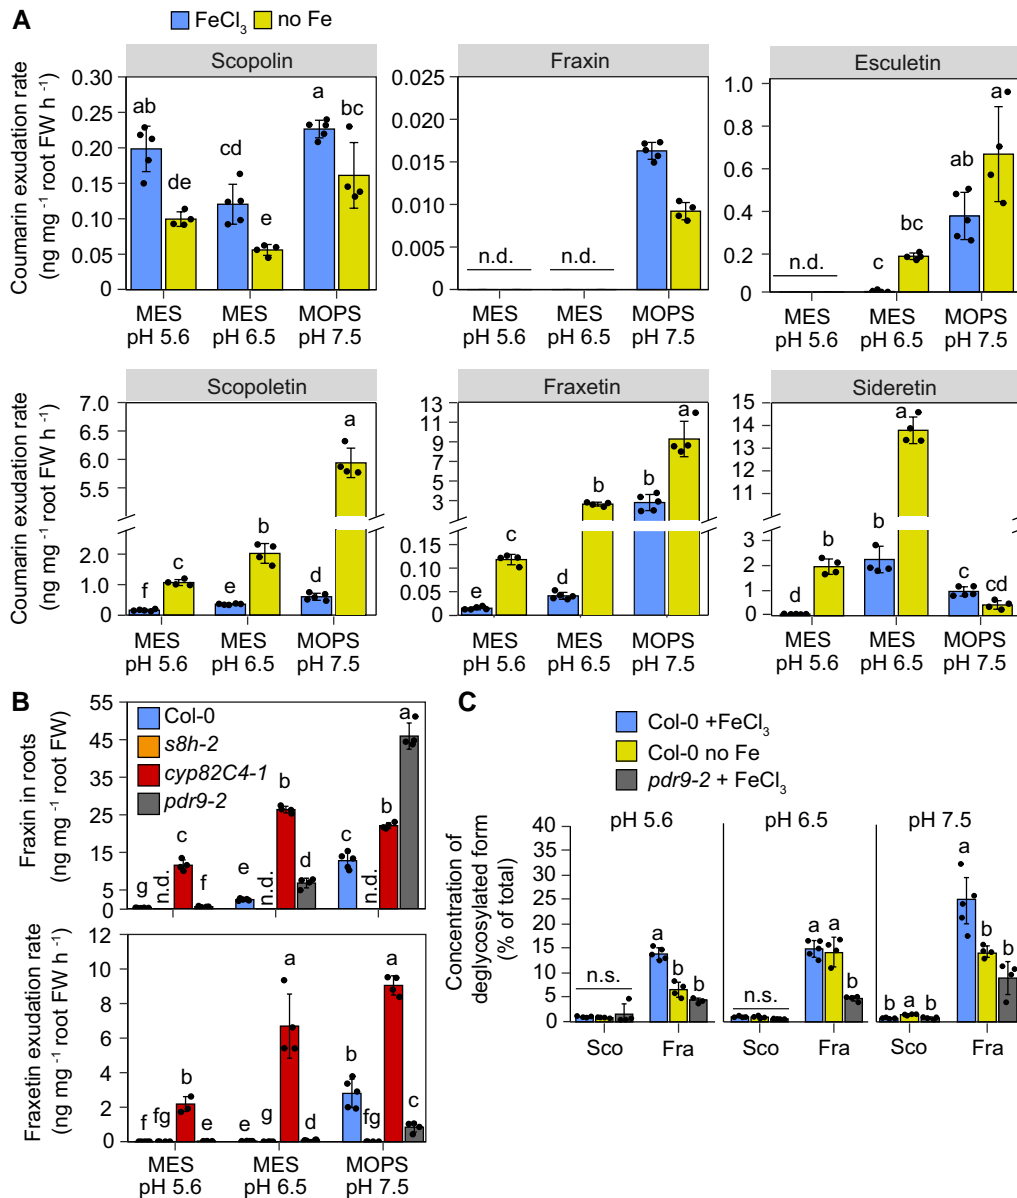 A
FeCl3 no Fe
Scopolin
Coumarin exudation rate
(ng mg-1 root FW h-1)
0.30
0.25
0.20
0.15
0.10
0.05
0
ab
de
cd
e
a
bc
MES
pH 5.6
MES
pH 6.5
MOPS
pH 7.5
Fraxin
0.025
0.020
0.015
0.010
0.005
0.000
n.d.
n.d.
MES
pH 5.6
MES
pH 6.5
MOPS
pH 7.5
Esculetin
1.0
0.8
0.6
0.4
0.2
0
n.d.
c
bc
ab
a
MES
pH 5.6
MES
pH 6.5
MOPS
pH 7.5
Scopoletin
Coumarin exudation rate
(ng mg-1 root FW h-1)
7.0
6.5
6.0
5.5
2.0
1.0
0
f
c
e
b
d
a
MES
pH 5.6
MES
pH 6.5
MOPS
pH 7.5
Fraxetin
13
11
9
7
5
3
1
0.15
0.10
0.05
0
e
c
d
b
b
a
MES
pH 5.6
MES
pH 6.5
MOPS
pH 7.5
Sideretin
15
14
13
12
11
10
3
2
1
0
d
b
b
a
c
cd
MES
pH 5.6
MES
pH 6.5
MOPS
pH 7.5
B
Col-0
s8h-2
cyp82C4-1
pdr9-2
Fraxin in roots
(ng mg-1 root FW)
55
45
35
25
15
5
0
g
n.d.
c
f
e
n.d.
b
d
c
n.d.
b
a
Fraxetin exudation rate
(ng mg-1 root FW h-1)
12
10
8
6
4
2
0
f
fg
b
e
e
g
a
d
b
fg
a
c
MES
pH 5.6
MES
pH 6.5
MOPS
pH 7.5
C
Col-0 +FeCl3
Col-0 no Fe
pdr9-2 + FeCl3
Concentration of
deglycosylated form
(% of total)
40
35
30
25
20
15
10
5
0
pH 5.6
n.s.
a
b
b
Sco
Fra
pH 6.5
n.s.
a
a
b
Sco
Fra
pH 7.5
b
a
b
a
b
b
Sco
Fra